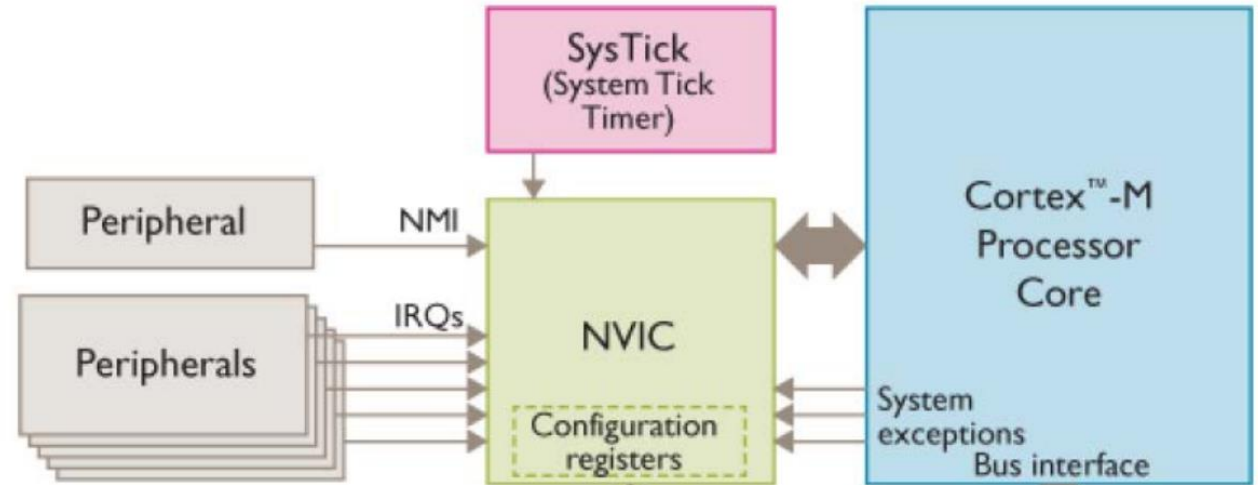 SysTick
(System Tick
Timer)
Peripheral
NMI
Cortex™-M
Processor
Core
IRQs
Peripherals
NVIC
Configuration
registers
System
exceptions
Bus interface